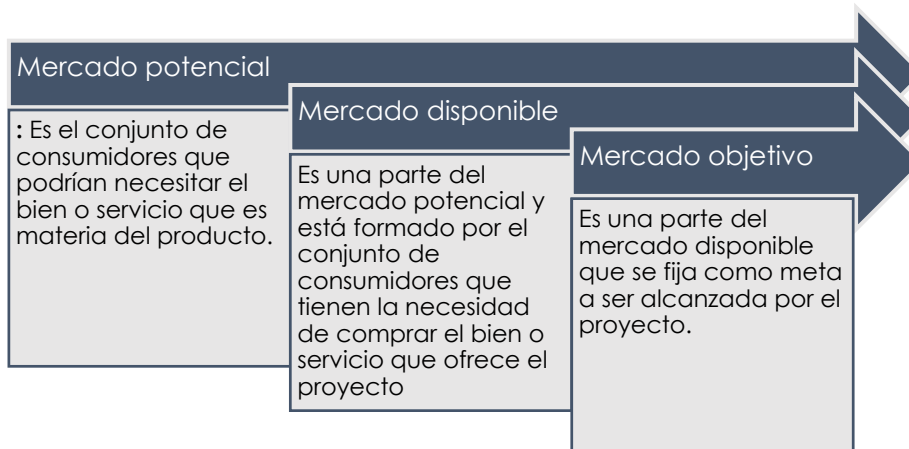 Mercado potencial
: Es el conjunto de
consumidores que
podrían necesitar el
bien o servicio que es
materia del producto.
Mercado disponible
Es una parte del
mercado potencial y
está formado por el
conjunto de
consumidores que
tienen la necesidad
de comprar el bien o
servicio que ofrece el
proyecto
Mercado objetivo
Es una parte del
mercado disponible
que se fija como meta
a ser alcanzada por el
proyecto.